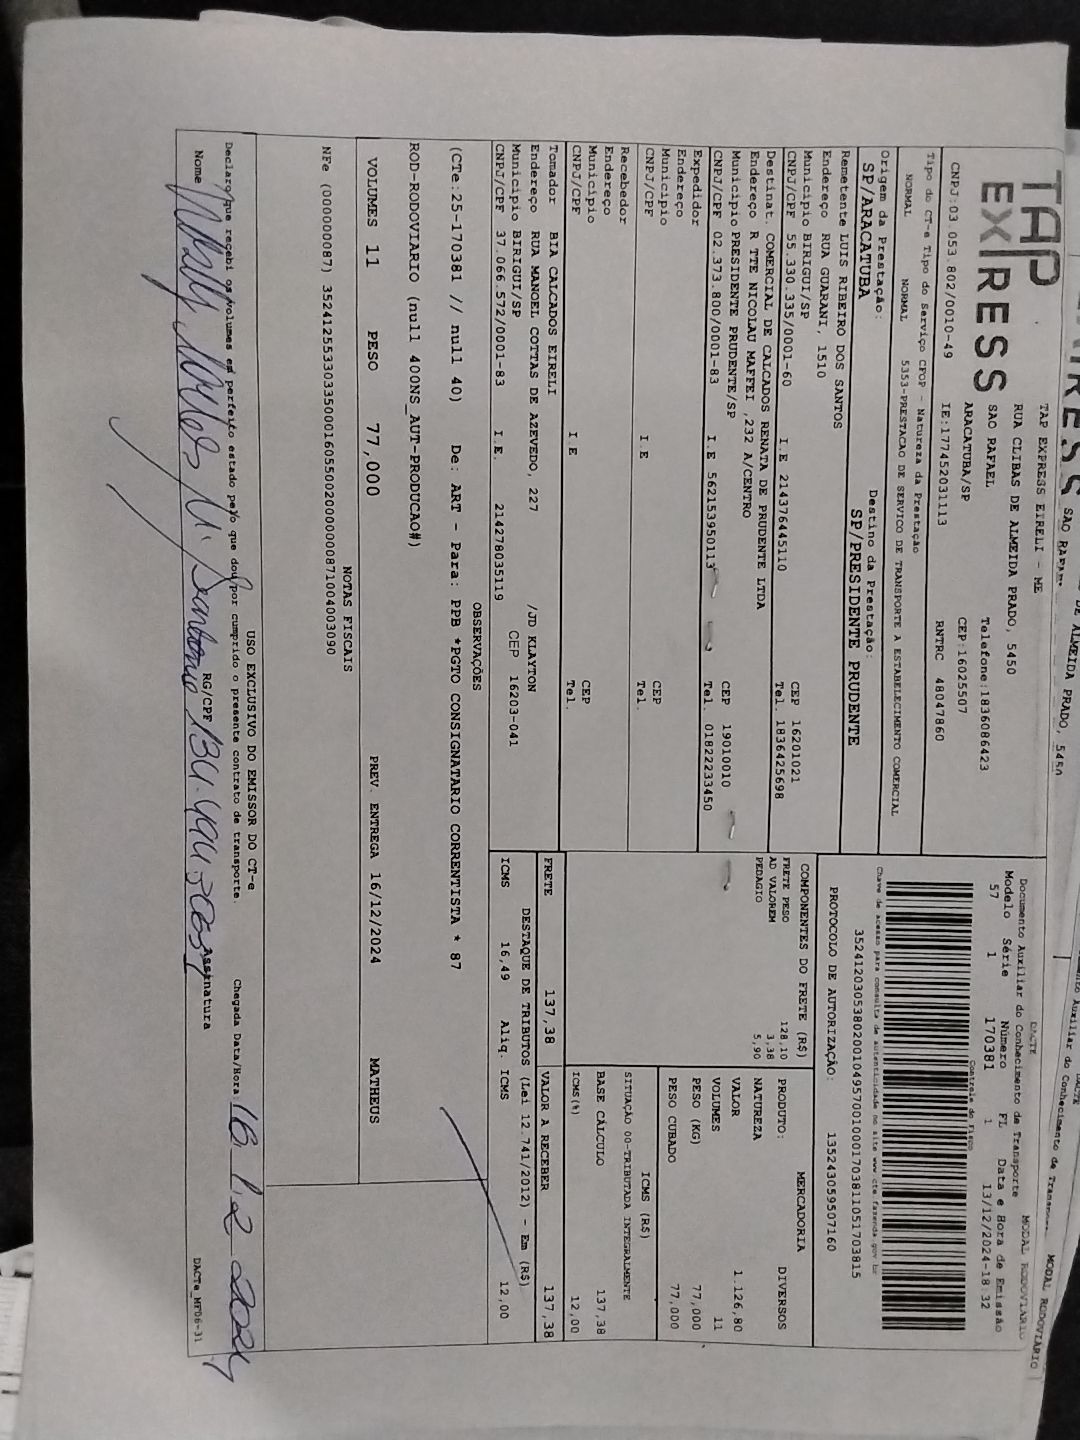 TAP EXPRESS
TAP EXPRESS EIRELI - ME
RUA CLIBAS DE ALMEIDA PRADO, 5450
SAO RAFAEL
ARACATUBA/SP
Telefone:1836086423
CEP:16025507
CNPJ:03.053.802/0010-49
IE:177452031113
RNTRC 48047860
DACTE
MODAL RODOVIÁRIO
Documento Auxiliar do Conhecimento de Transporte
Modelo Série Número FL Data e Hora de Emissão
57 1 170381 1 13/12/2024-18:32
Controle do Fisco
Chave de acesso para consulta de autenticidade no site www.cte.fazenda.gov.br
35241203053802001049570010001703811051703815
PROTOCOLO DE AUTORIZAÇÃO: 135243059507160
Tipo do CT-e Tipo do Serviço CFOP - Natureza da Prestação
NORMAL NORMAL 5353-PRESTACAO DE SERVICO DE TRANSPORTE A ESTABELECIMENTO COMERCIAL
Origem da Prestação: Destino da Prestação:
SP/ARACATUBA SP/PRESIDENTE PRUDENTE
Remetente LUIS RIBEIRO DOS SANTOS
Endereço RUA GUARANI, 1510
Município BIRIGUI/SP CEP 16201021
CNPJ/CPF 55.330.335/0001-60 I.E 214376445110 Tel. 1836425698
Destinat. COMERCIAL DE CALCADOS RENATA DE PRUDENTE LTDA
Endereço R TTE NICOLAU MAFFEI ,232 A/CENTRO
Município PRESIDENTE PRUDENTE/SP CEP 19010010
CNPJ/CPF 02.373.800/0001-83 I.E 562153950113 Tel. 01822233450
Expedidor
Endereço
Município CEP
CNPJ/CPF I.E Tel.
Recebedor
Endereço
Município CEP
CNPJ/CPF I.E Tel.
Tomador BIA CALCADOS EIRELI
Endereço RUA MANOEL COTTAS DE AZEVEDO, 227 /JD KLAYTON
Município BIRIGUI/SP CEP 16203-041
CNPJ/CPF 37.066.572/0001-83 I.E. 214278035119
COMPONENTES DO FRETE (R$)
FRETE PESO 128,10
AD VALOREM 3,38
PEDAGIO 5,90
MERCADORIA
PRODUTO: DIVERSOS
NATUREZA
VALOR 1.126,80
VOLUMES 11
PESO (KG) 77,000
PESO CUBADO 77,000
ICMS (R$)
SITUAÇÃO 00-TRIBUTADA INTEGRALMENTE
BASE CÁLCULO 137,38
ICMS(%) 12,00
FRETE 137,38 VALOR A RECEBER 137,38
DESTAQUE DE TRIBUTOS (Lei 12.741/2012) - Em (R$)
ICMS 16,49 Aliq. ICMS 12,00
OBSERVAÇÕES
(CTe:25-170381 // null 40) De: ART - Para: PPB *PGTO CONSIGNATARIO CORRENTISTA * 87
ROD-RODOVIARIO (null 400NS_AUT-PRODUCAO#)
VOLUMES 11 PESO 77,000 PREV. ENTREGA 16/12/2024 MATHEUS
NOTAS FISCAIS
NFe (000000087) 35241255330335000160550020000000871004003090
USO EXCLUSIVO DO EMISSOR DO CT-e
Declaro que recebi os volumes em perfeito estado pelo que dou por cumprido o presente contrato de transporte. Chegada Data/Hora 16 12 2024
Nome RG/CPF Assinatura
DACTe_MF06-31